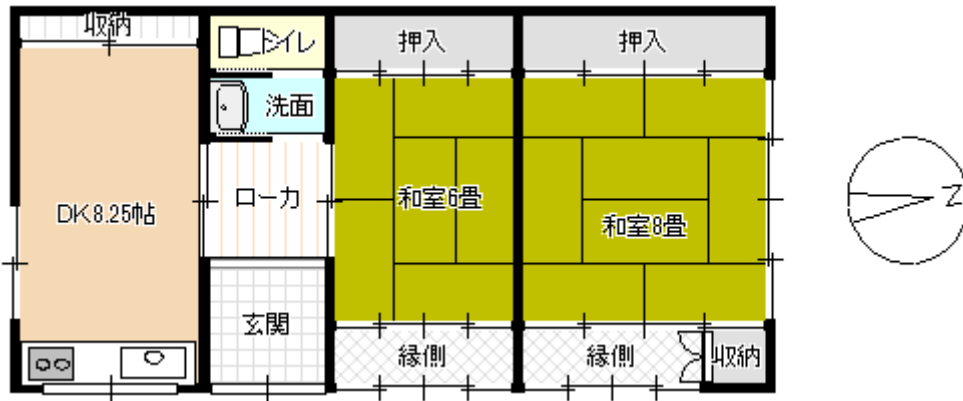 収納
トイレ
押入
押入
洗面
DK8.25帖
ローカ
和室6畳
和室8畳
玄関
縁側
縁側
収納
N